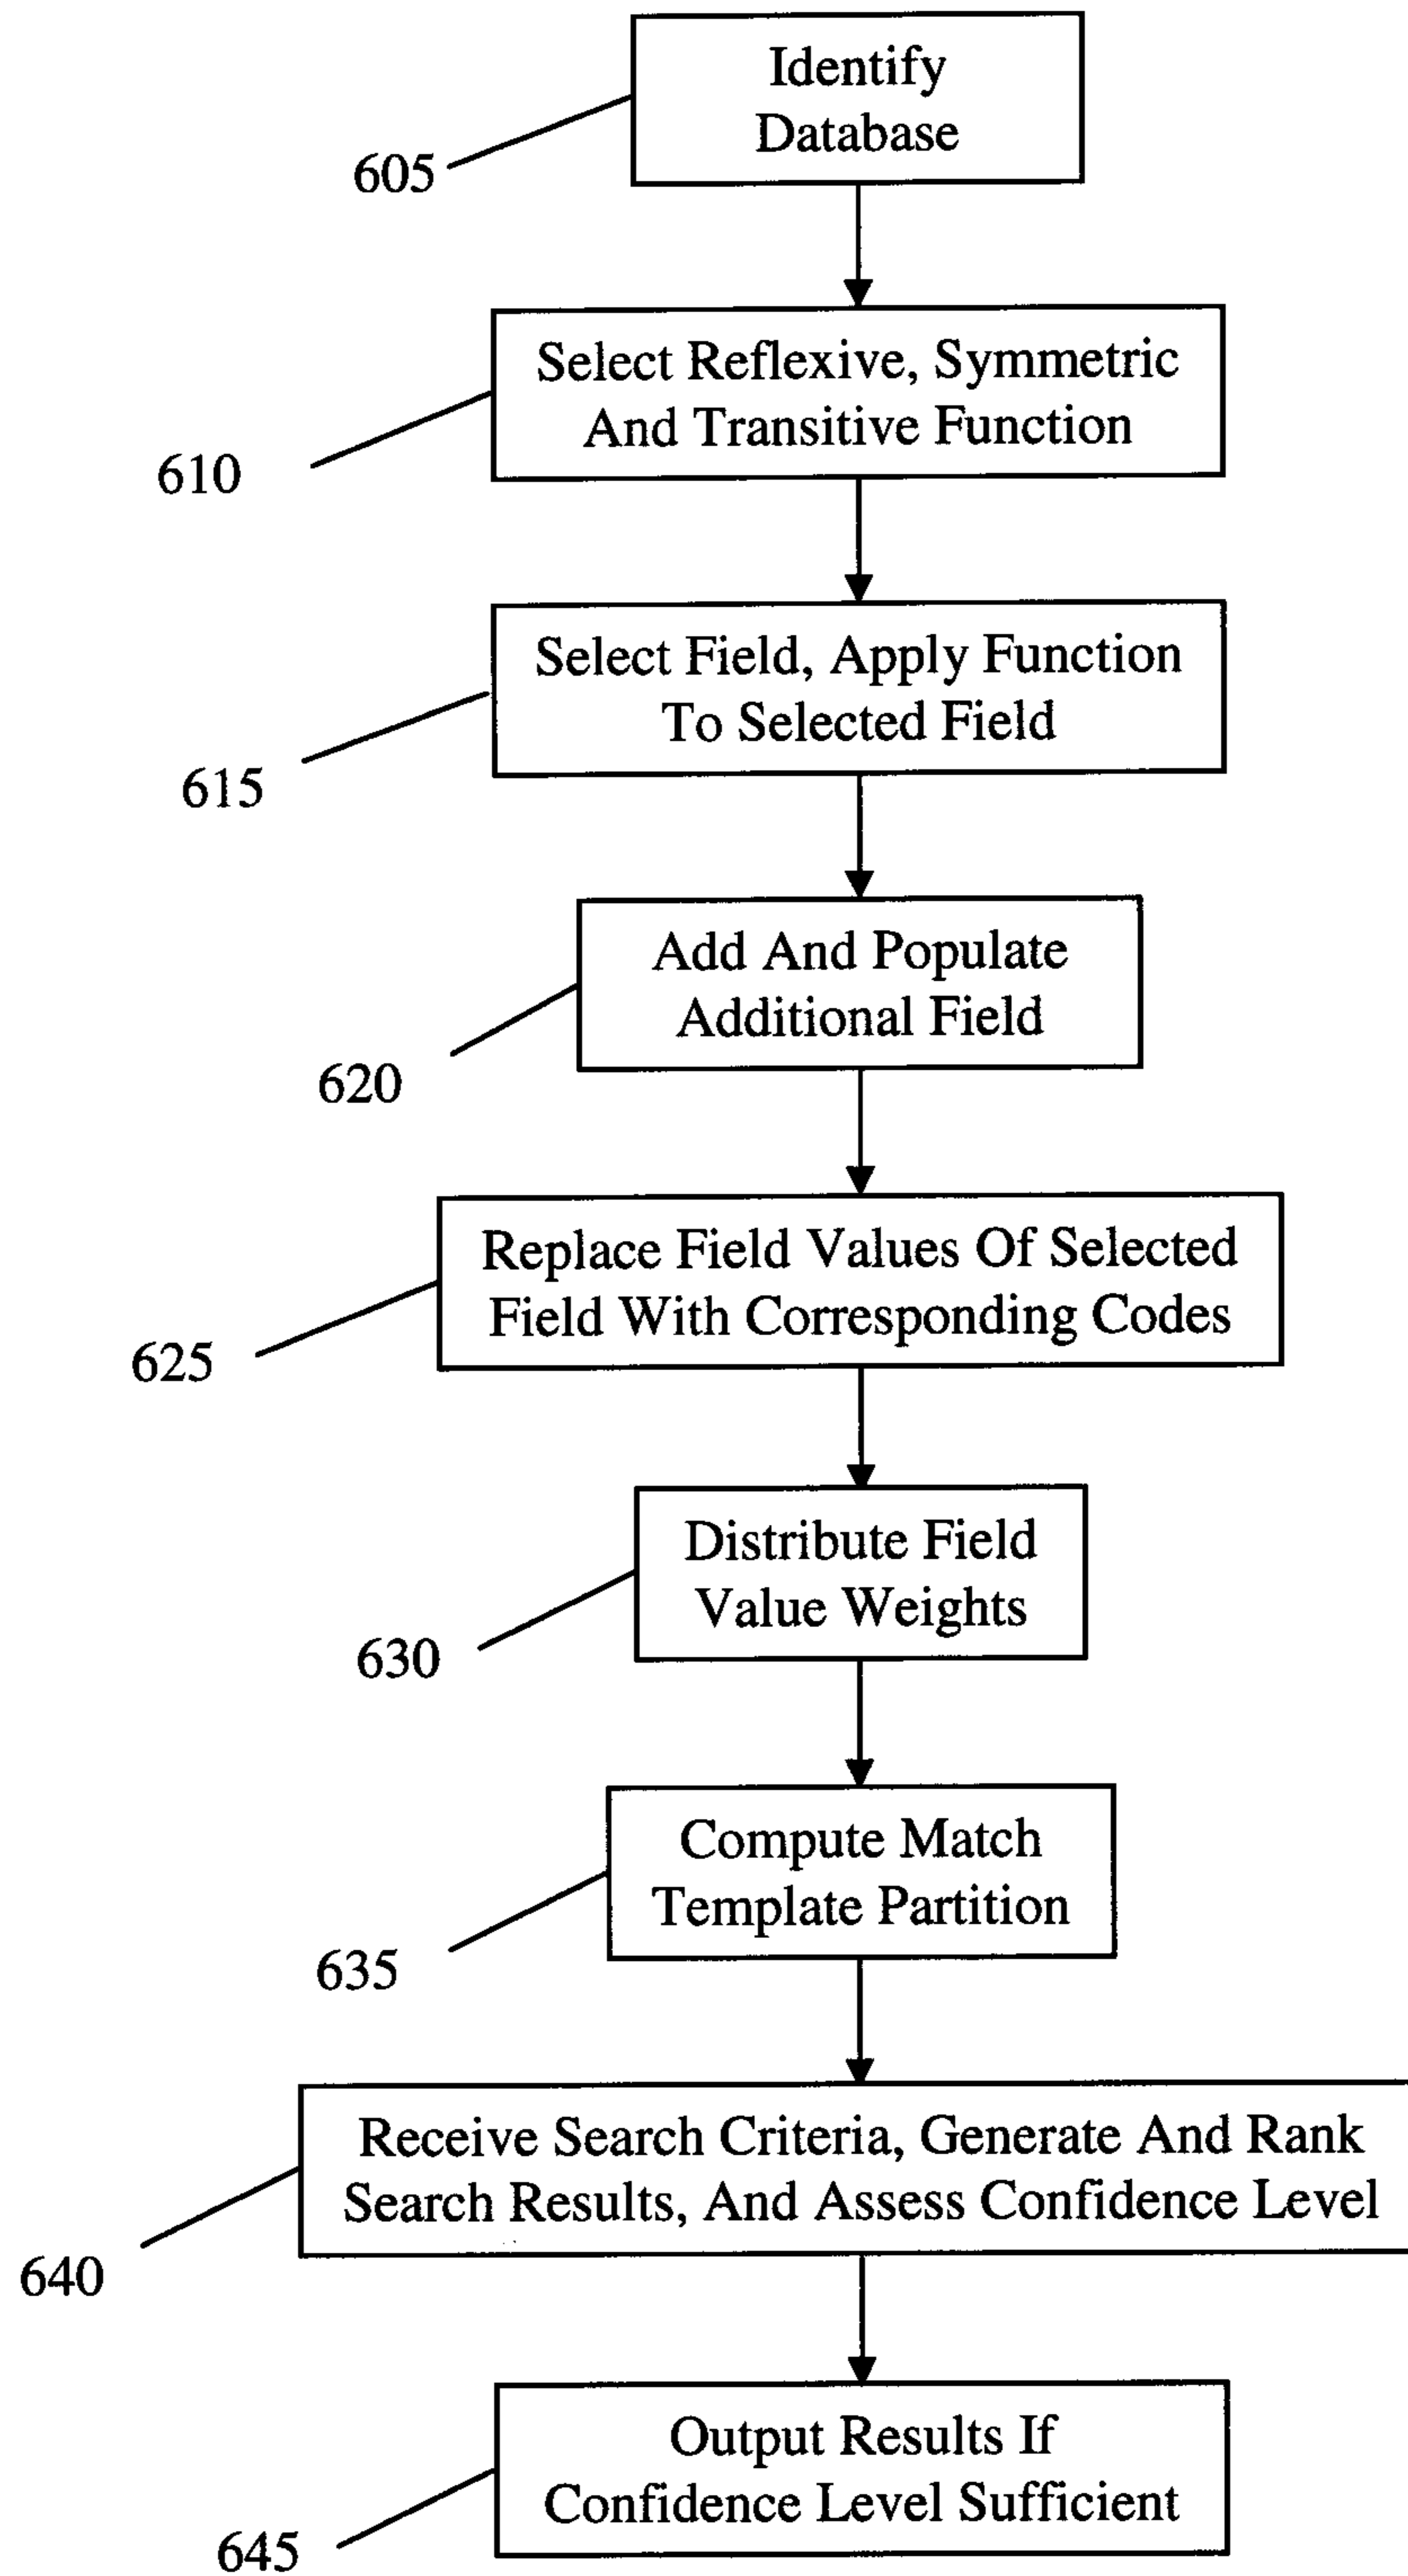 Identify
Database
605
Select Reflexive, Symmetric
And Transitive Function
610
Select Field, Apply Function
To Selected Field
615
Add And Populate
Additional Field
620
Replace Field Values Of Selected
Field With Corresponding Codes
625
Distribute Field
Value Weights
630
Compute Match
Template Partition
635
Receive Search Criteria, Generate And Rank
Search Results, And Assess Confidence Level
640
Output Results If
Confidence Level Sufficient
645